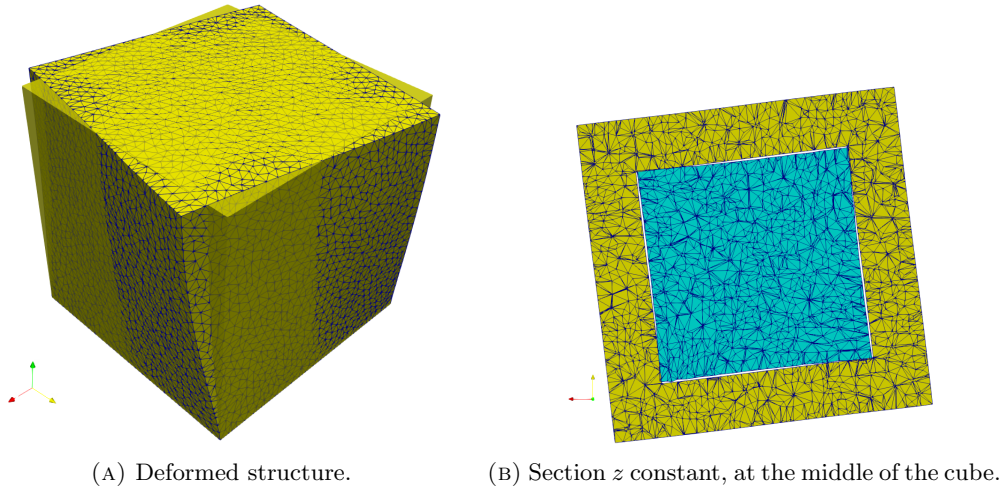 (A) Deformed structure.
(B) Section z constant, at the middle of the cube.